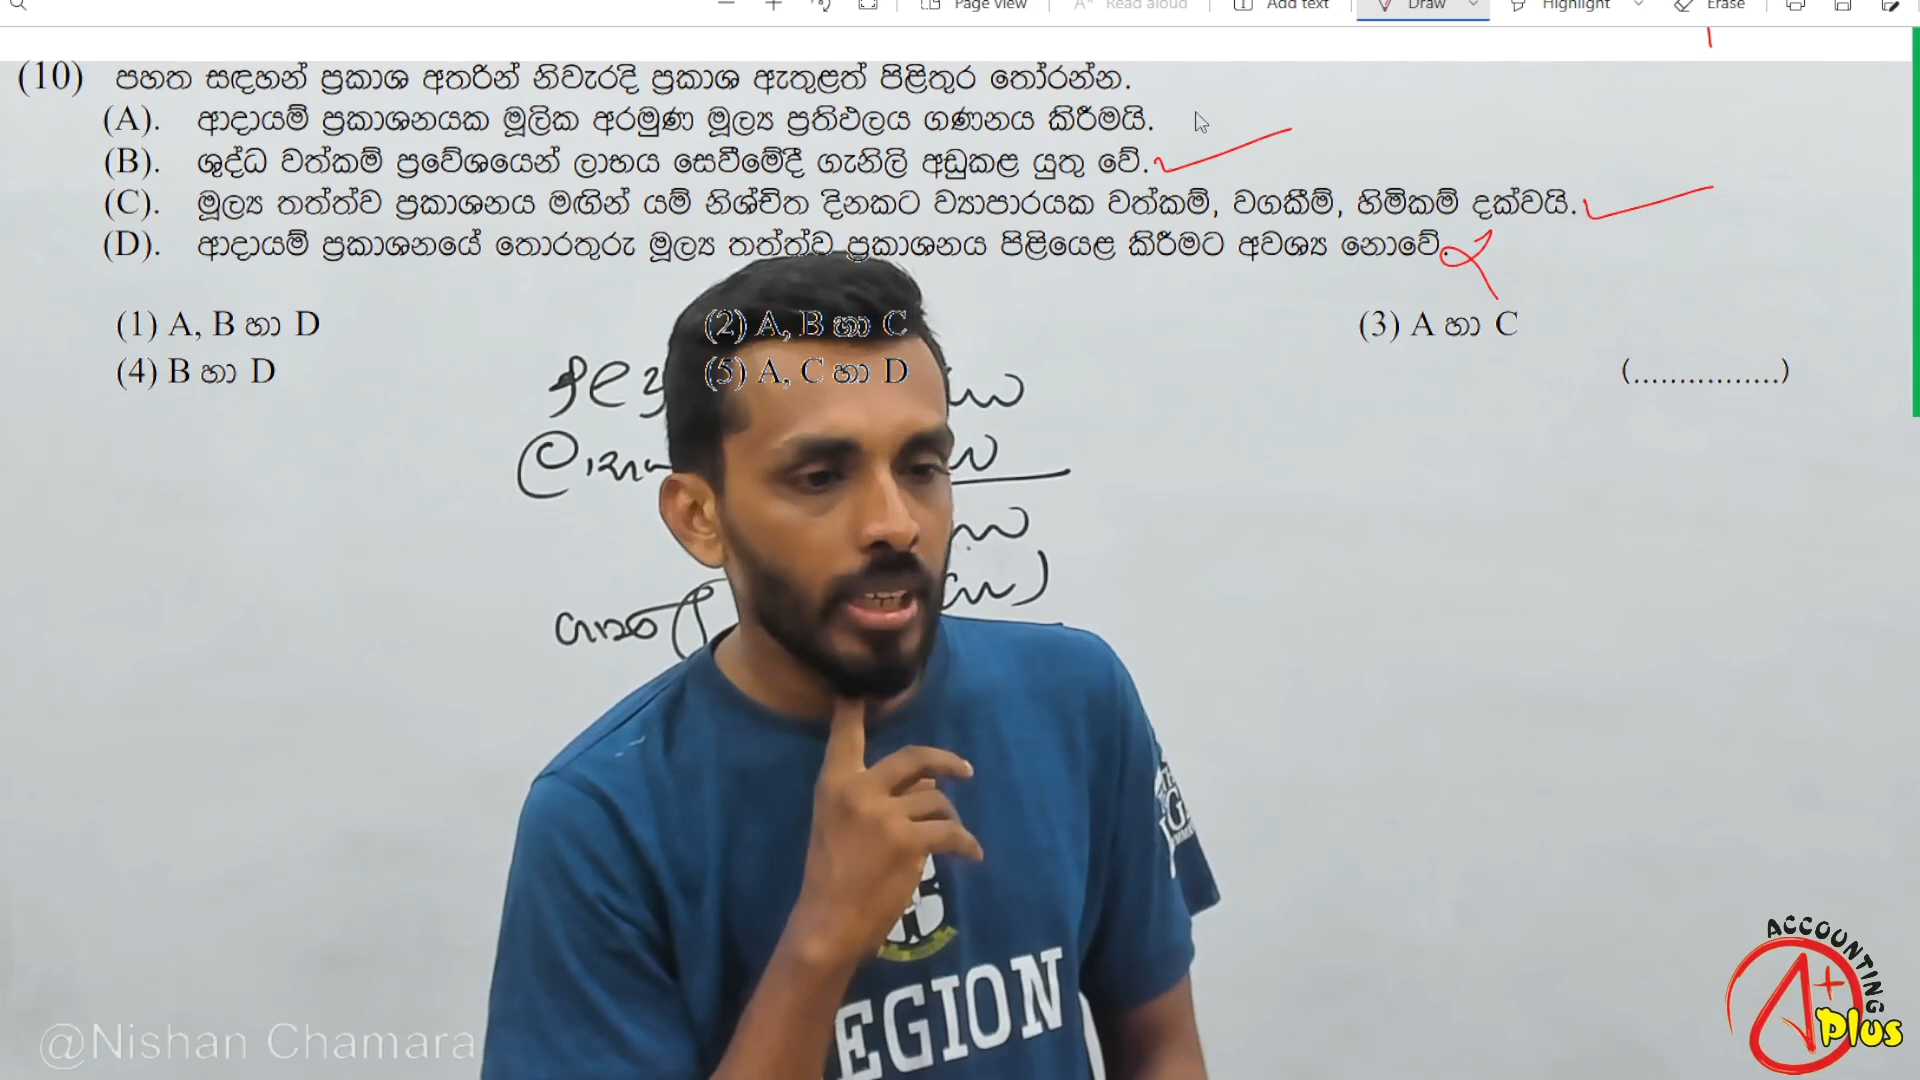 Page view
Read aloud
Add text
Draw
Highlight
Erase
(10) පහත සඳහන් ප්‍රකාශ අතරින් නිවැරදි ප්‍රකාශ ඇතුළත් පිළිතුර තෝරන්න.
(A). ආදායම් ප්‍රකාශනයක මූලික අරමුණ මූල්‍ය ප්‍රතිඵලය ගණනය කිරීමයි.
(B). ශුද්ධ වත්කම් ප්‍රවේශයෙන් ලාභය සෙවීමේදී ගැනිලි අඩුකළ යුතු වේ.
(C). මූල්‍ය තත්ත්ව ප්‍රකාශනය මඟින් යම් නිශ්චිත දිනකට ව්‍යාපාරයක වත්කම්, වගකීම්, හිමිකම් දක්වයි.
(D). ආදායම් ප්‍රකාශනයේ තොරතුරු මූල්‍ය තත්ත්ව ප්‍රකාශනය පිළියෙළ කිරීමට අවශ්‍ය නොවේ.
(1) A, B හා D (2) A, B හා C (3) A හා C
(4) B හා D (5) A, C හා D (................)
EGION
@Nishan Chamara
ACCOUNTING
A+
Plus